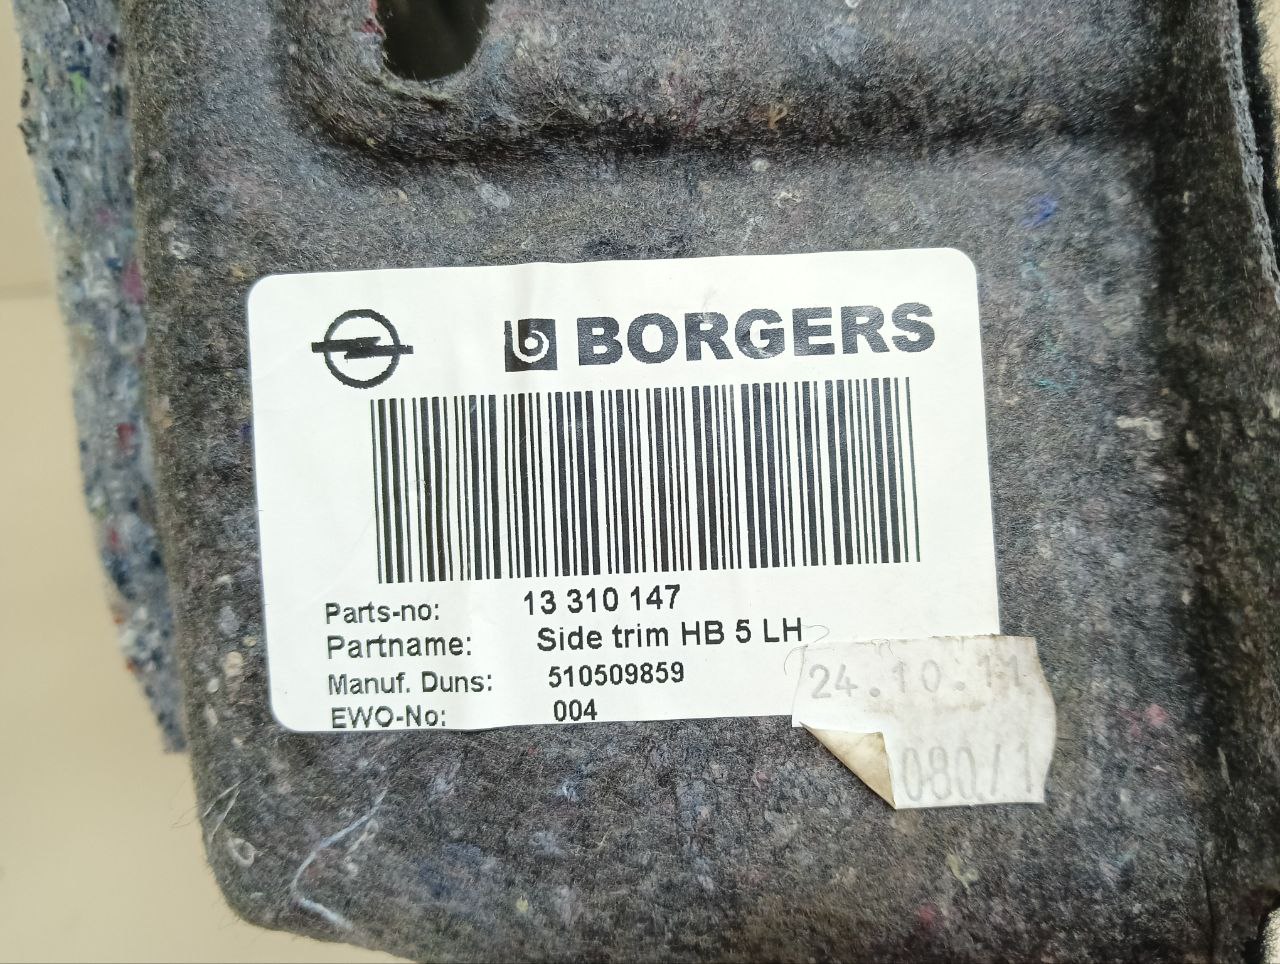 BORGERS
Parts-no: 13 310 147
Partname: Side trim HB 5 LH
Manuf. Duns: 510509859
EWO-No: 004
24.10.11
080/1